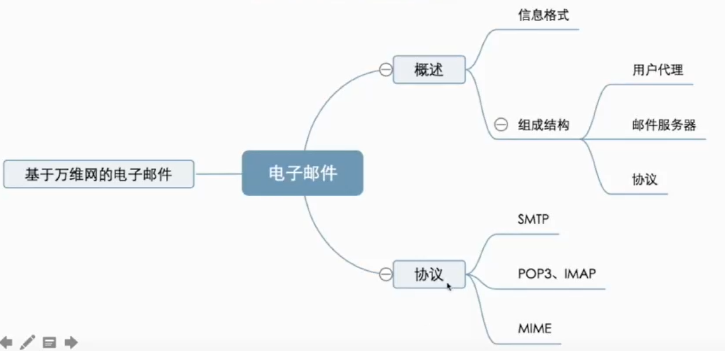 信息格式
概述
用户代理
组成结构
邮件服务器
协议
基于万维网的电子邮件
电子邮件
SMTP
协议
POP3、IMAP
MIME